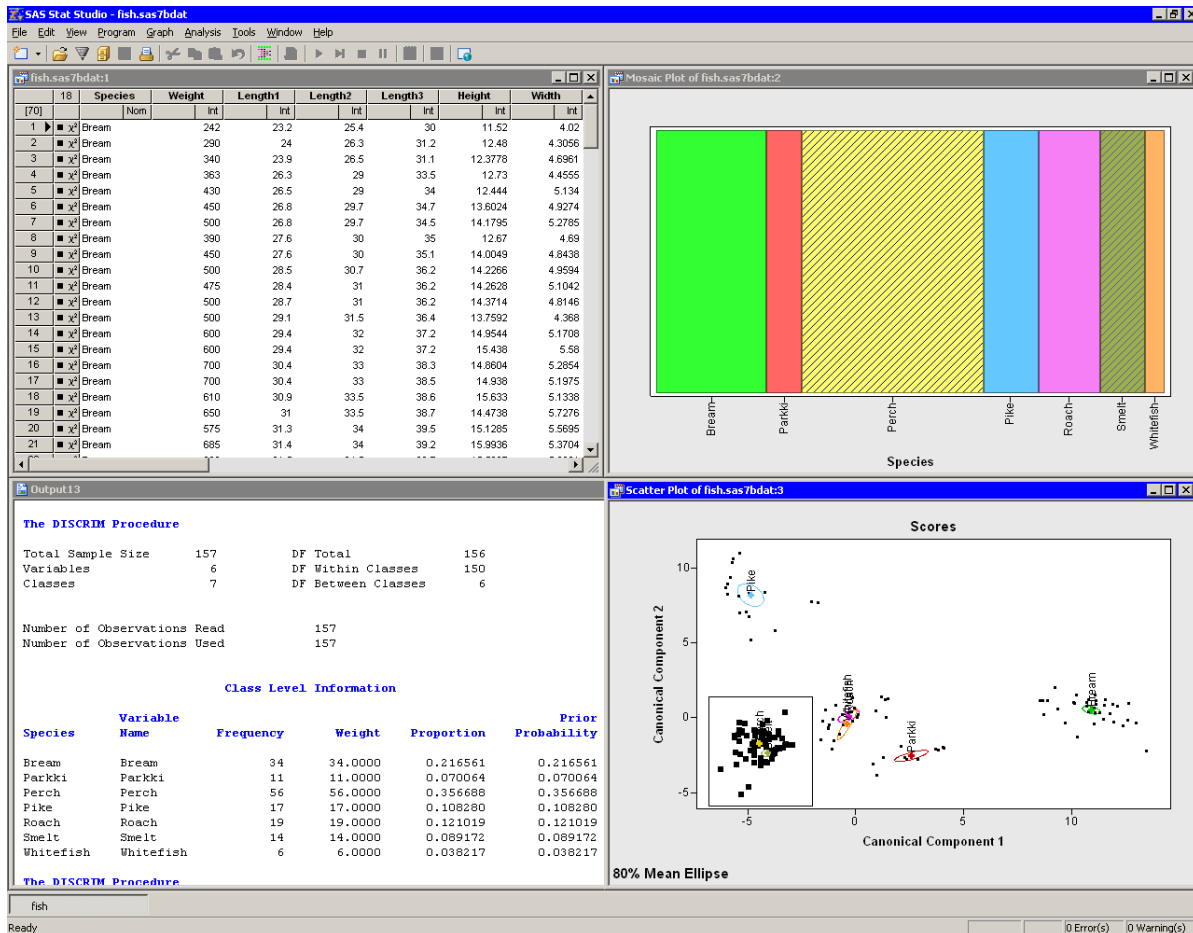 SAS Stat Studio - fish.sas7bdat
File Edit View Program Graph Analysis Tools Window Help
fish.sas7bdat:1
18 Species Weight Length1 Length2 Length3 Height Width
[70] Nom Int Int Int Int Int Int
1 χ² Bream 242 23.2 25.4 30 11.52 4.02
2 χ² Bream 290 24 26.3 31.2 12.48 4.3056
3 χ² Bream 340 23.9 26.5 31.1 12.3778 4.6961
4 χ² Bream 363 26.3 29 33.5 12.73 4.4555
5 χ² Bream 430 26.5 29 34 12.444 5.134
6 χ² Bream 450 26.8 29.7 34.7 13.6024 4.9274
7 χ² Bream 500 26.8 29.7 34.5 14.1795 5.2785
8 χ² Bream 390 27.6 30 35 12.67 4.69
9 χ² Bream 450 27.6 30 35.1 14.0049 4.8438
10 χ² Bream 500 28.5 30.7 36.2 14.2266 4.9594
11 χ² Bream 475 28.4 31 36.2 14.2628 5.1042
12 χ² Bream 500 28.7 31 36.2 14.3714 4.8146
13 χ² Bream 500 29.1 31.5 36.4 13.7592 4.368
14 χ² Bream 600 29.4 32 37.2 14.9544 5.1708
15 χ² Bream 600 29.4 32 37.2 15.438 5.58
16 χ² Bream 700 30.4 33 38.3 14.8604 5.2854
17 χ² Bream 700 30.4 33 38.5 14.938 5.1975
18 χ² Bream 610 30.9 33.5 38.6 15.633 5.1338
19 χ² Bream 650 31 33.5 38.7 14.4738 5.7276
20 χ² Bream 575 31.3 34 39.5 15.1285 5.5695
21 χ² Bream 685 31.4 34 39.2 15.9936 5.3704
Mosaic Plot of fish.sas7bdat:2
Bream
Parkki
Perch
Pike
Roach
Smelt
Whitefish
Species
Output13
The DISCRIM Procedure
Total Sample Size 157 DF Total 156
Variables 6 DF Within Classes 150
Classes 7 DF Between Classes 6
Number of Observations Read 157
Number of Observations Used 157
Class Level Information
Variable Prior
Species Name Frequency Weight Proportion Probability
Bream Bream 34 34.0000 0.216561 0.216561
Parkki Parkki 11 11.0000 0.070064 0.070064
Perch Perch 56 56.0000 0.356688 0.356688
Pike Pike 17 17.0000 0.108280 0.108280
Roach Roach 19 19.0000 0.121019 0.121019
Smelt Smelt 14 14.0000 0.089172 0.089172
Whitefish Whitefish 6 6.0000 0.038217 0.038217
The DISCRIM Procedure
Scatter Plot of fish.sas7bdat:3
Scores
Canonical Component 2
10
5
0
-5
Pike
Parkki
Bream
-5 0 5 10
Canonical Component 1
80% Mean Ellipse
fish
Ready 0 Error(s) 0 Warning(s)